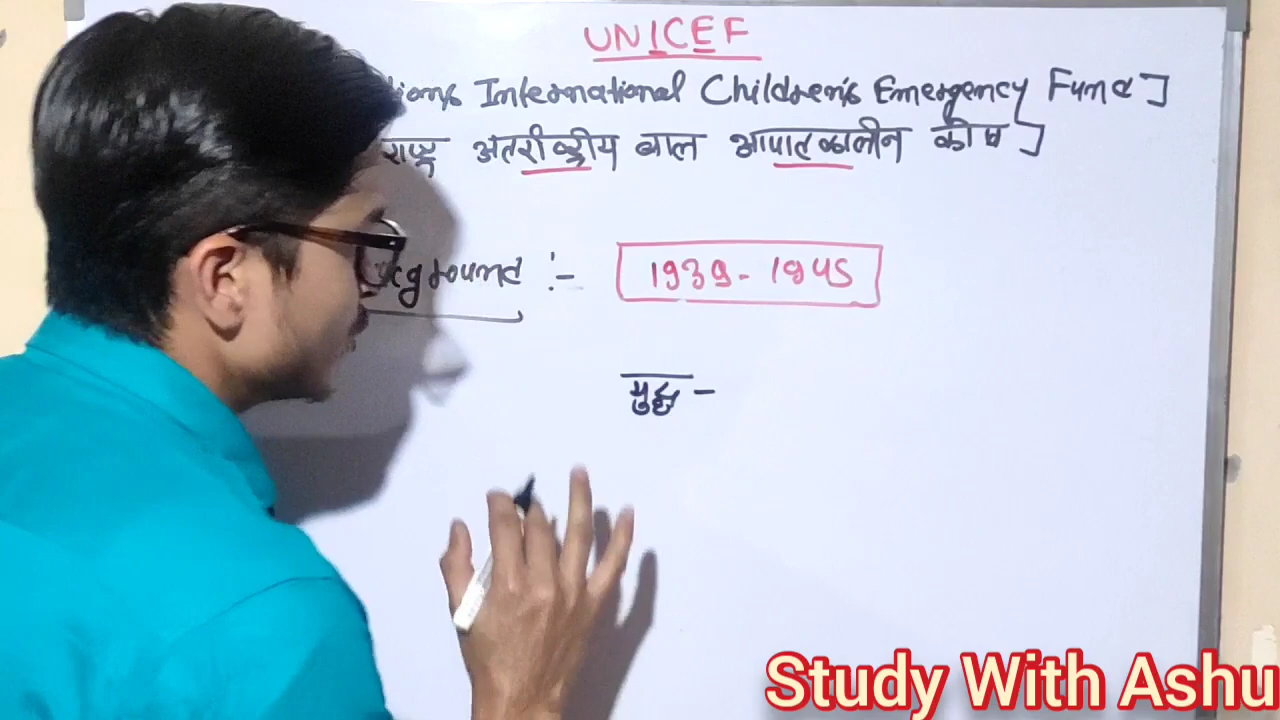 UNICEF
International Children's Emergency Fund]
राष्ट्र अंतर्राष्ट्रीय बाल आपातकालीन कोष]
:- 1939-1945
युद्ध -
Study With Ashu